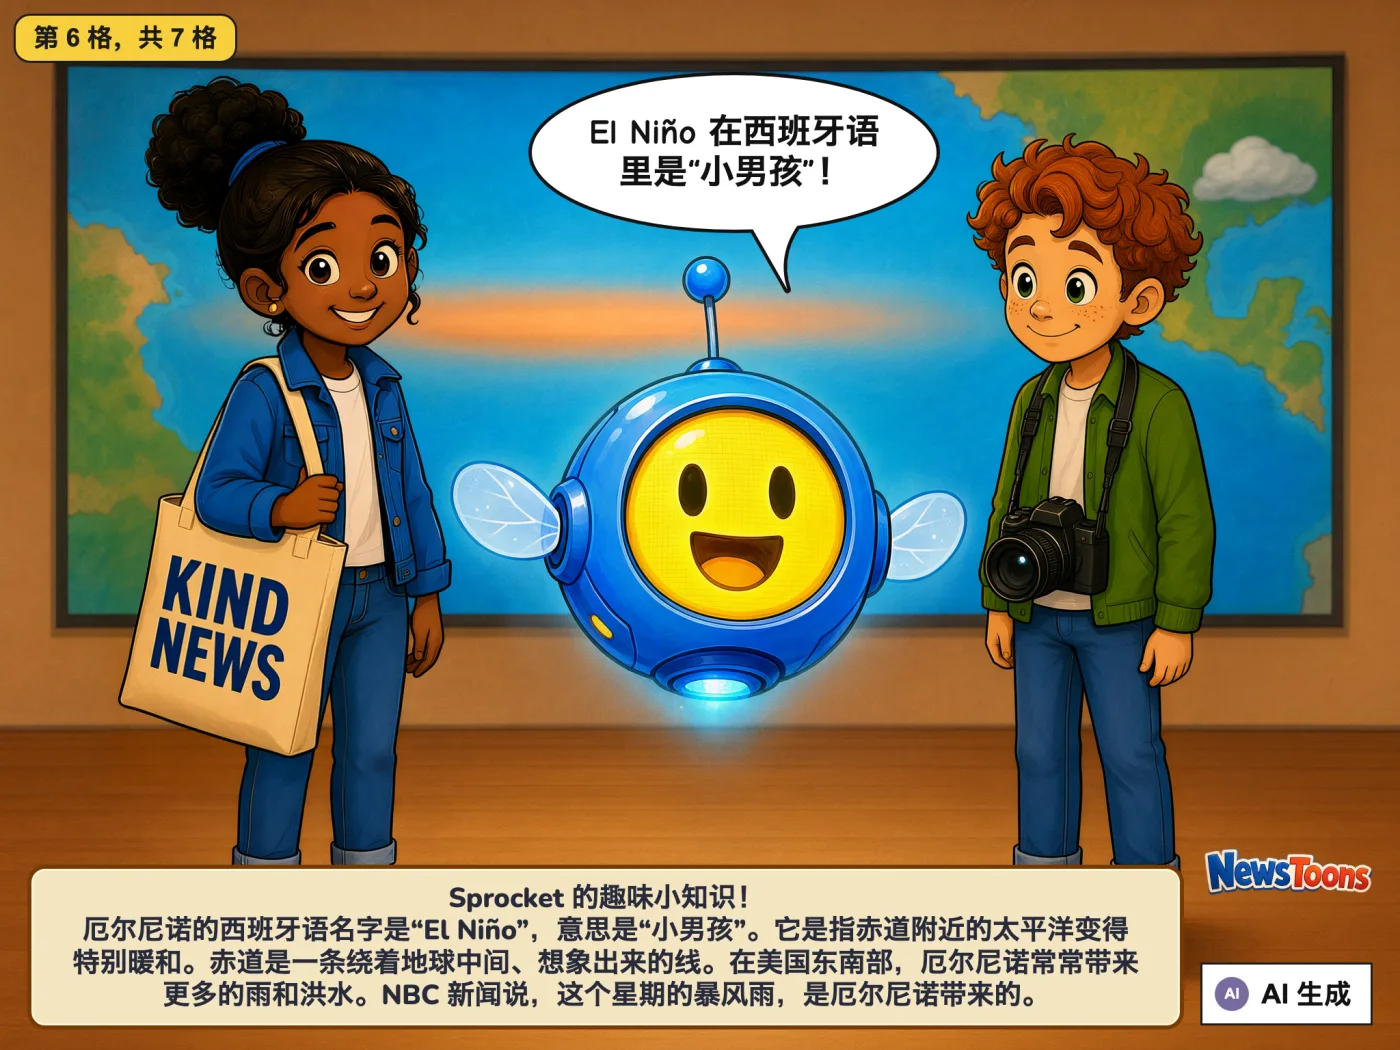 第 6 格，共 7 格
El Niño 在西班牙语
里是“小男孩”！
KIND
NEWS
Sprocket 的趣味小知识！
厄尔尼诺的西班牙语名字是“El Niño”，意思是“小男孩”。它是指赤道附近的太平洋变得
特别暖和。赤道是一条绕着地球中间、想象出来的线。在美国东南部，厄尔尼诺常常带来
更多的雨和洪水。NBC 新闻说，这个星期的暴风雨，是厄尔尼诺带来的。
NEWSTOONS
AI AI 生成